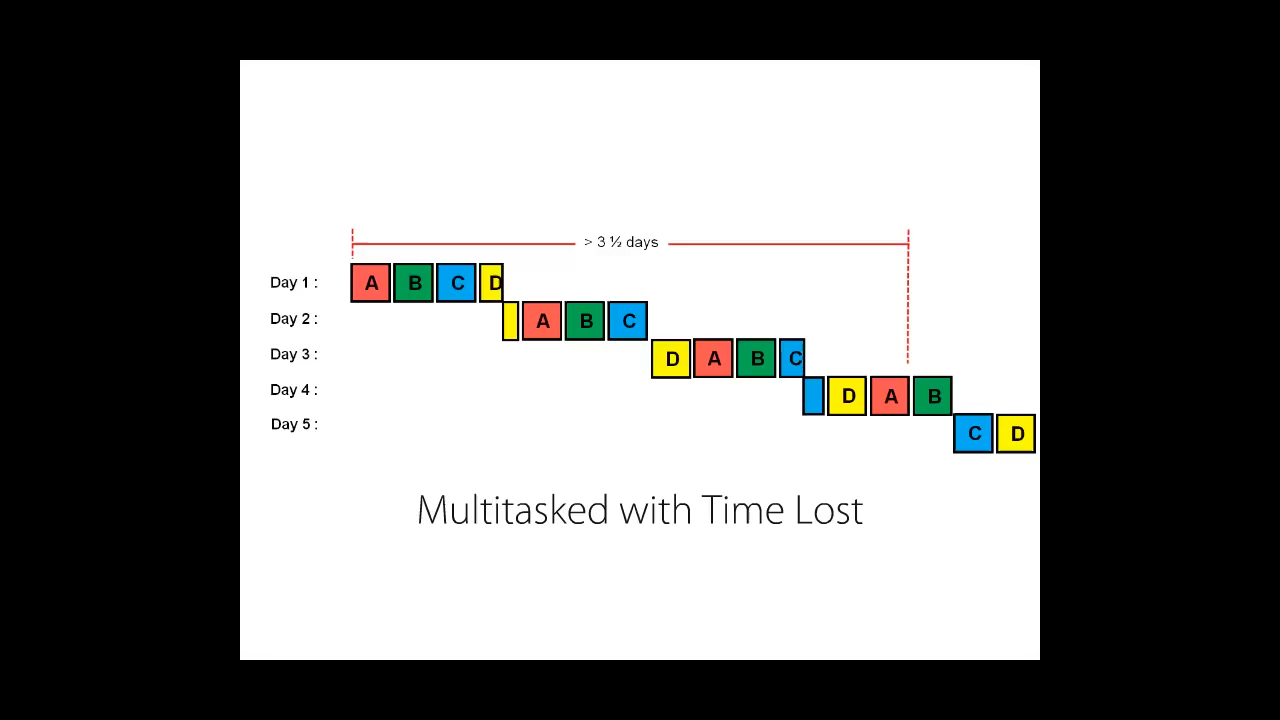 > 3 ½ days
Day 1 : A B C D
Day 2 : A B C
Day 3 : D A B C
Day 4 : D A B
Day 5 : C D
Multitasked with Time Lost